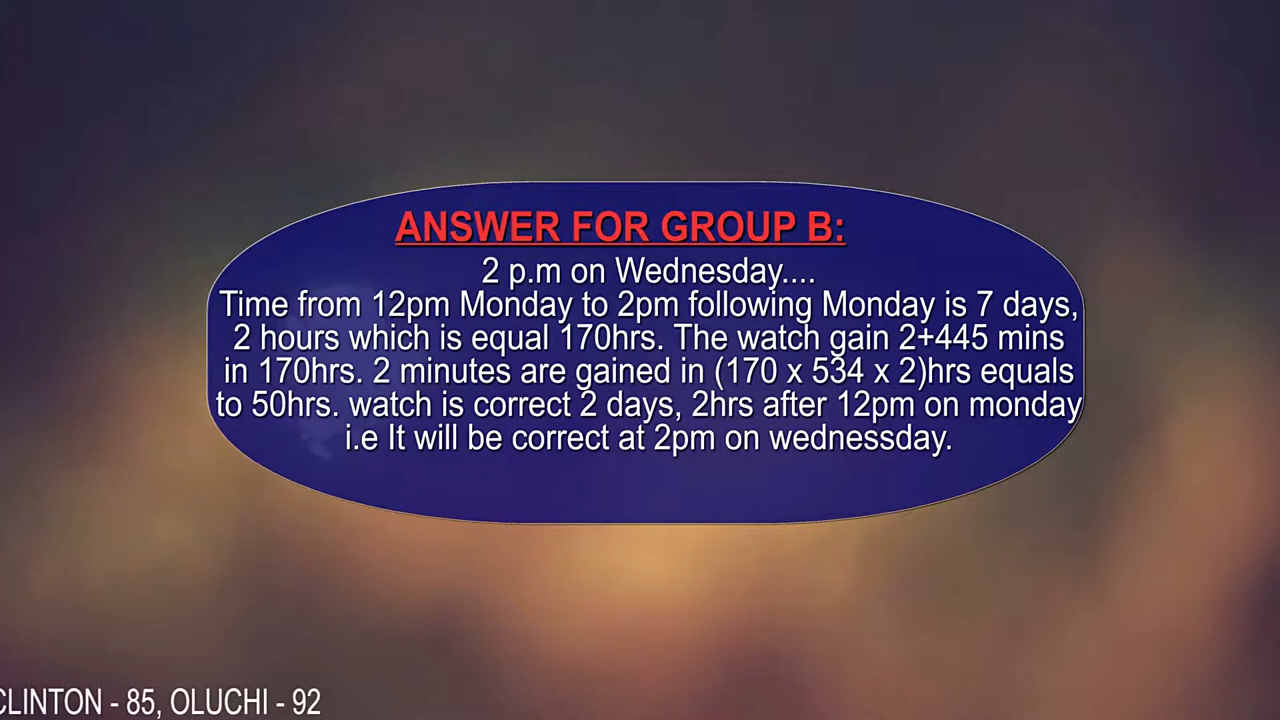 ANSWER FOR GROUP B:
2 p.m on Wednesday....
Time from 12pm Monday to 2pm following Monday is 7 days,
2 hours which is equal 170hrs. The watch gain 2+445 mins
in 170hrs. 2 minutes are gained in (170 x 534 x 2)hrs equals
to 50hrs. watch is correct 2 days, 2hrs after 12pm on monday
i.e It will be correct at 2pm on wednessday.
CLINTON - 85, OLUCHI - 92